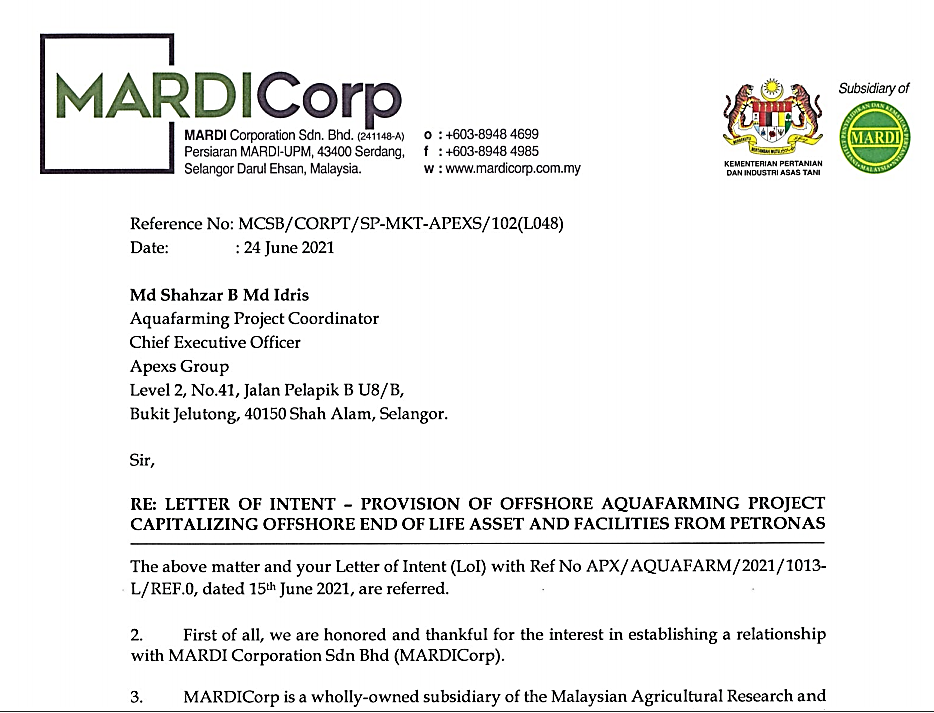 MARDICorp
MARDI Corporation Sdn. Bhd. (241148-A)
Persiaran MARDI-UPM, 43400 Serdang,
Selangor Darul Ehsan, Malaysia.
o : +603-8948 4699
f : +603-8948 4985
w : www.mardicorp.com.my
KEMENTERIAN PERTANIAN
DAN INDUSTRI ASAS TANI
Subsidiary of
MARDI
Reference No: MCSB/CORPT/SP-MKT-APEXS/102(L048)
Date: : 24 June 2021
Md Shahzar B Md Idris
Aquafarming Project Coordinator
Chief Executive Officer
Apexs Group
Level 2, No.41, Jalan Pelapik B U8/B,
Bukit Jelutong, 40150 Shah Alam, Selangor.
Sir,
RE: LETTER OF INTENT – PROVISION OF OFFSHORE AQUAFARMING PROJECT
CAPITALIZING OFFSHORE END OF LIFE ASSET AND FACILITIES FROM PETRONAS
The above matter and your Letter of Intent (LoI) with Ref No APX/AQUAFARM/2021/1013-
L/REF.0, dated 15th June 2021, are referred.
2. First of all, we are honored and thankful for the interest in establishing a relationship
with MARDI Corporation Sdn Bhd (MARDICorp).
3. MARDICorp is a wholly-owned subsidiary of the Malaysian Agricultural Research and